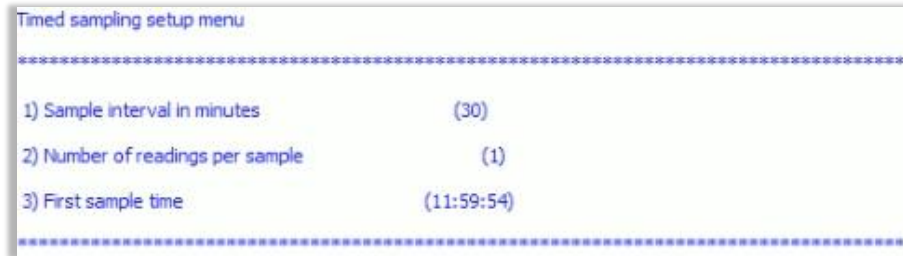 Timed sampling setup menu
************************************************************************************
1) Sample interval in minutes (30)
2) Number of readings per sample (1)
3) First sample time (11:59:54)
************************************************************************************